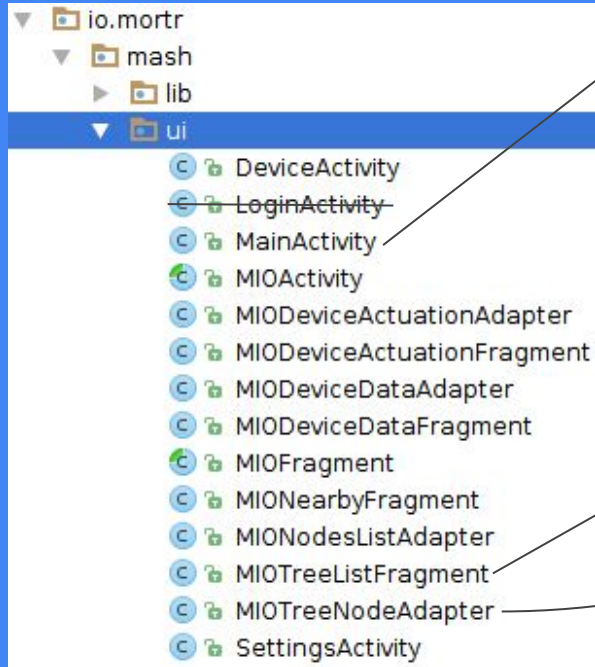 io.mortr
mash
lib
ui
DeviceActivity
LoginActivity
MainActivity
MIOActivity
MIODeviceActuationAdapter
MIODeviceActuationFragment
MIODeviceDataAdapter
MIODeviceDataFragment
MIOFragment
MIONearbyFragment
MIONodesListAdapter
MIOTreeListFragment
MIOTreeNodeAdapter
SettingsActivity